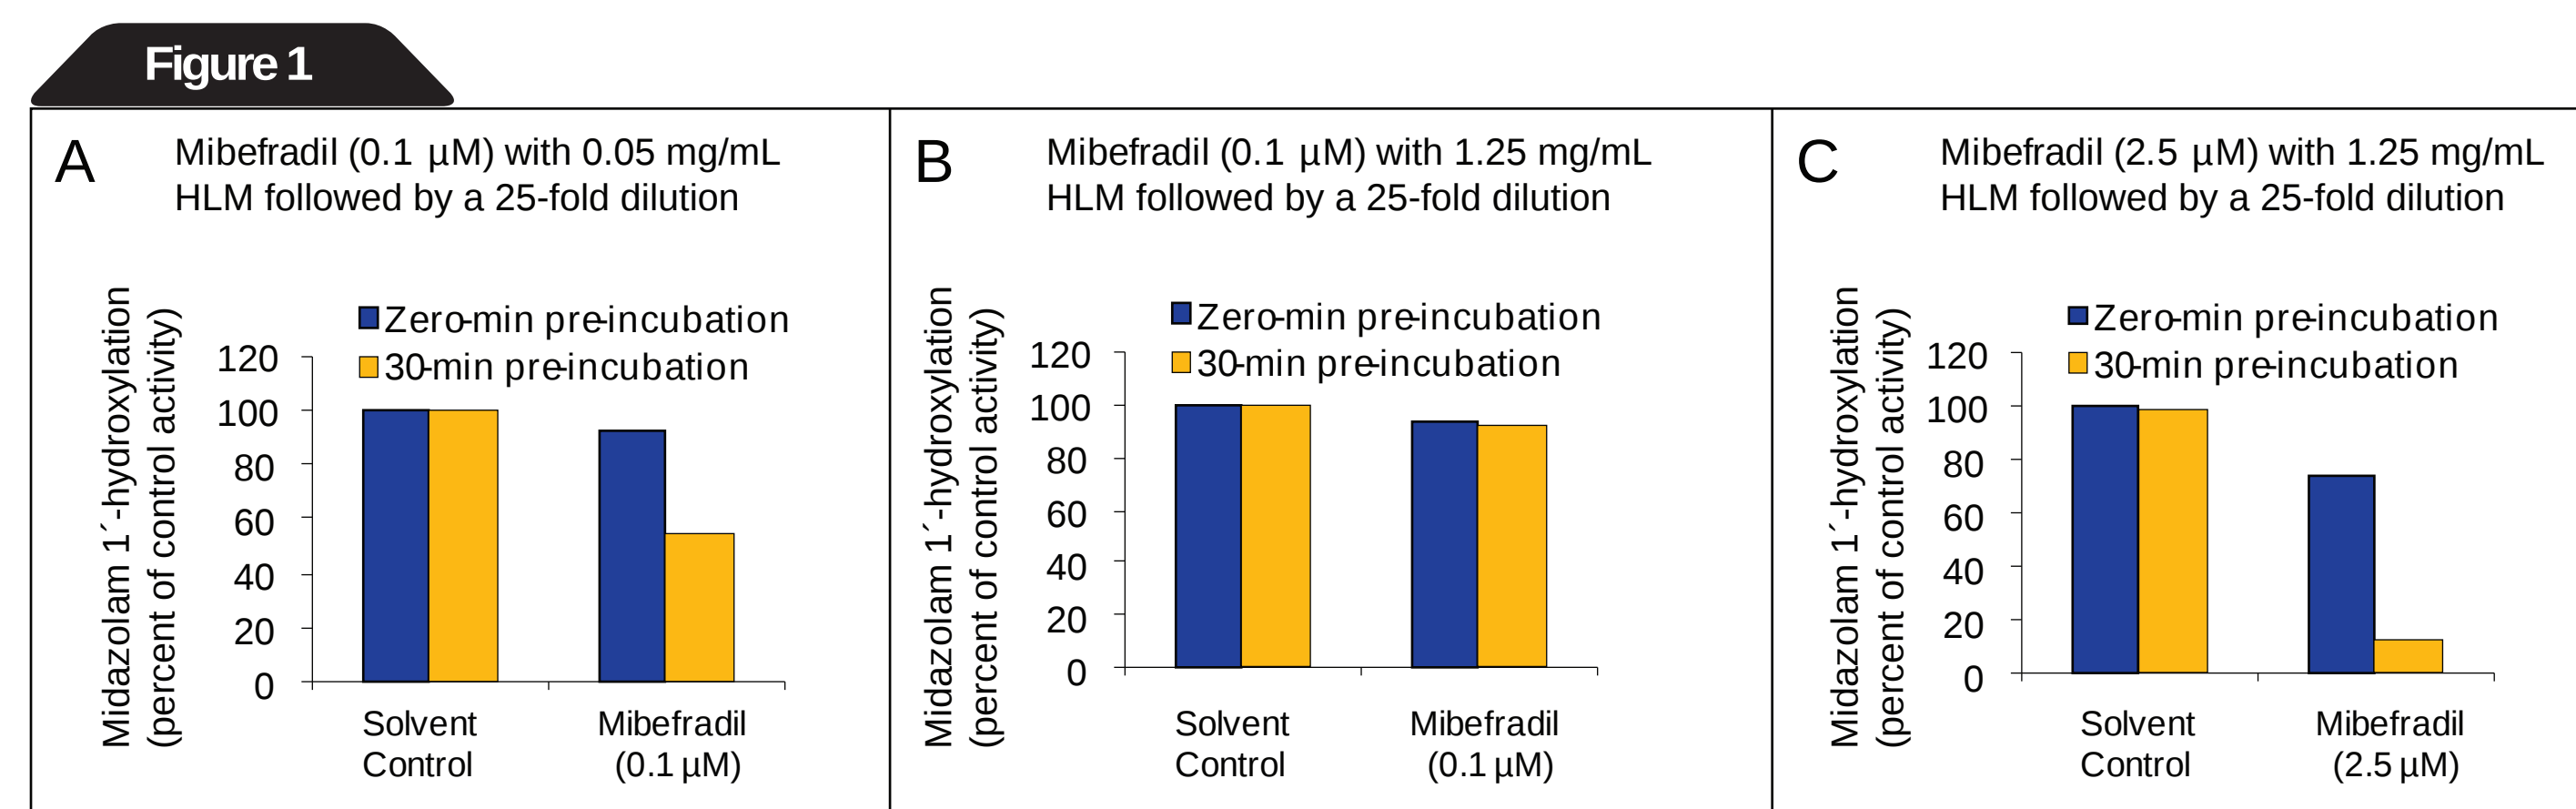 Figure 1
A
Mibefradil (0.1 µM) with 0.05 mg/mL
HLM followed by a 25-fold dilution
Midazolam 1´-hydroxylation
(percent of control activity)
Zero-min pre-incubation
30-min pre-incubation
120
100
80
60
40
20
0
Solvent
Control
Mibefradil
(0.1 µM)
B
Mibefradil (0.1 µM) with 1.25 mg/mL
HLM followed by a 25-fold dilution
Midazolam 1´-hydroxylation
(percent of control activity)
Zero-min pre-incubation
30-min pre-incubation
120
100
80
60
40
20
0
Solvent
Control
Mibefradil
(0.1 µM)
C
Mibefradil (2.5 µM) with 1.25 mg/mL
HLM followed by a 25-fold dilution
Midazolam 1´-hydroxylation
(percent of control activity)
Zero-min pre-incubation
30-min pre-incubation
120
100
80
60
40
20
0
Solvent
Control
Mibefradil
(2.5 µM)